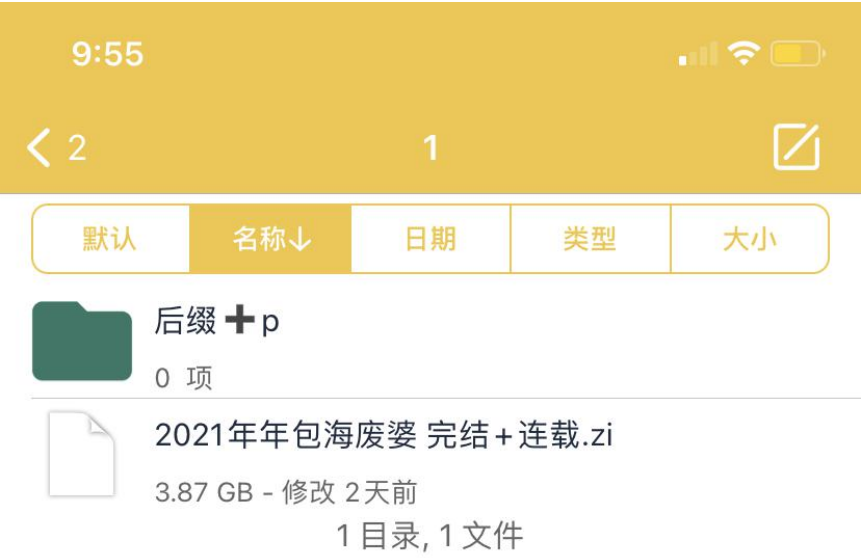 9:55
2 1
默认 名称↓ 日期 类型 大小
后缀➕p
0 项
2021年年包海废婆 完结+连载.zi
3.87 GB - 修改 2天前
1 目录, 1 文件